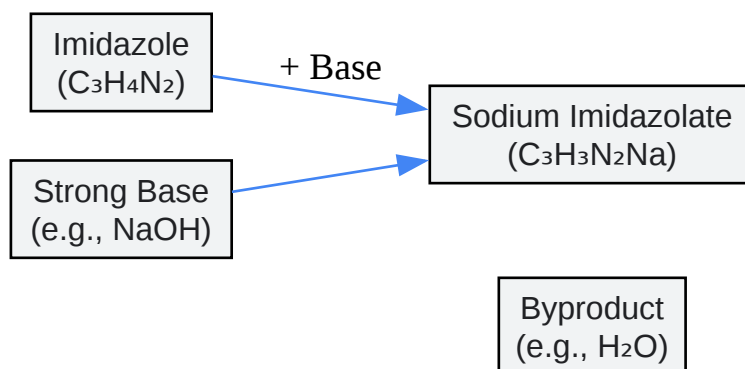 Imidazole
(C₃H₄N₂)
+ Base
Sodium Imidazolate
(C₃H₃N₂Na)
Strong Base
(e.g., NaOH)
Byproduct
(e.g., H₂O)